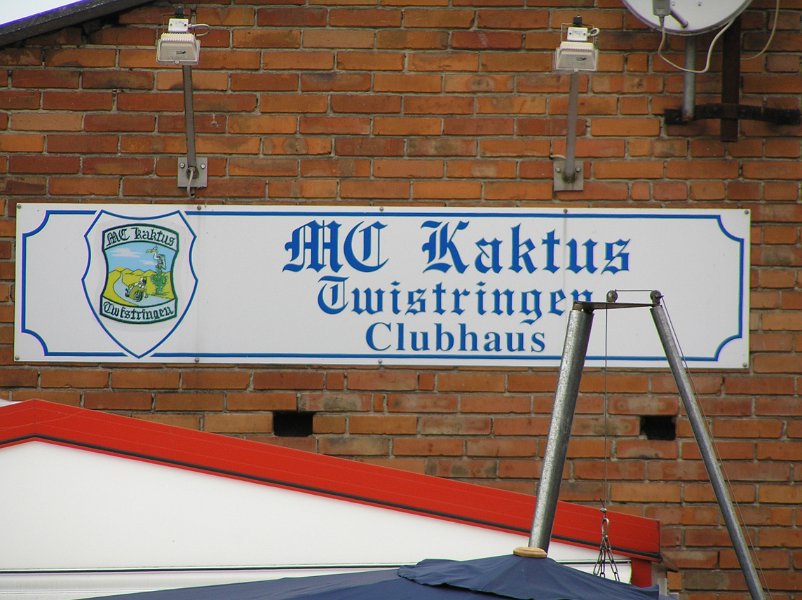 MC Kaktus
Twistringen
MC Kaktus
Twistringen
Clubhaus